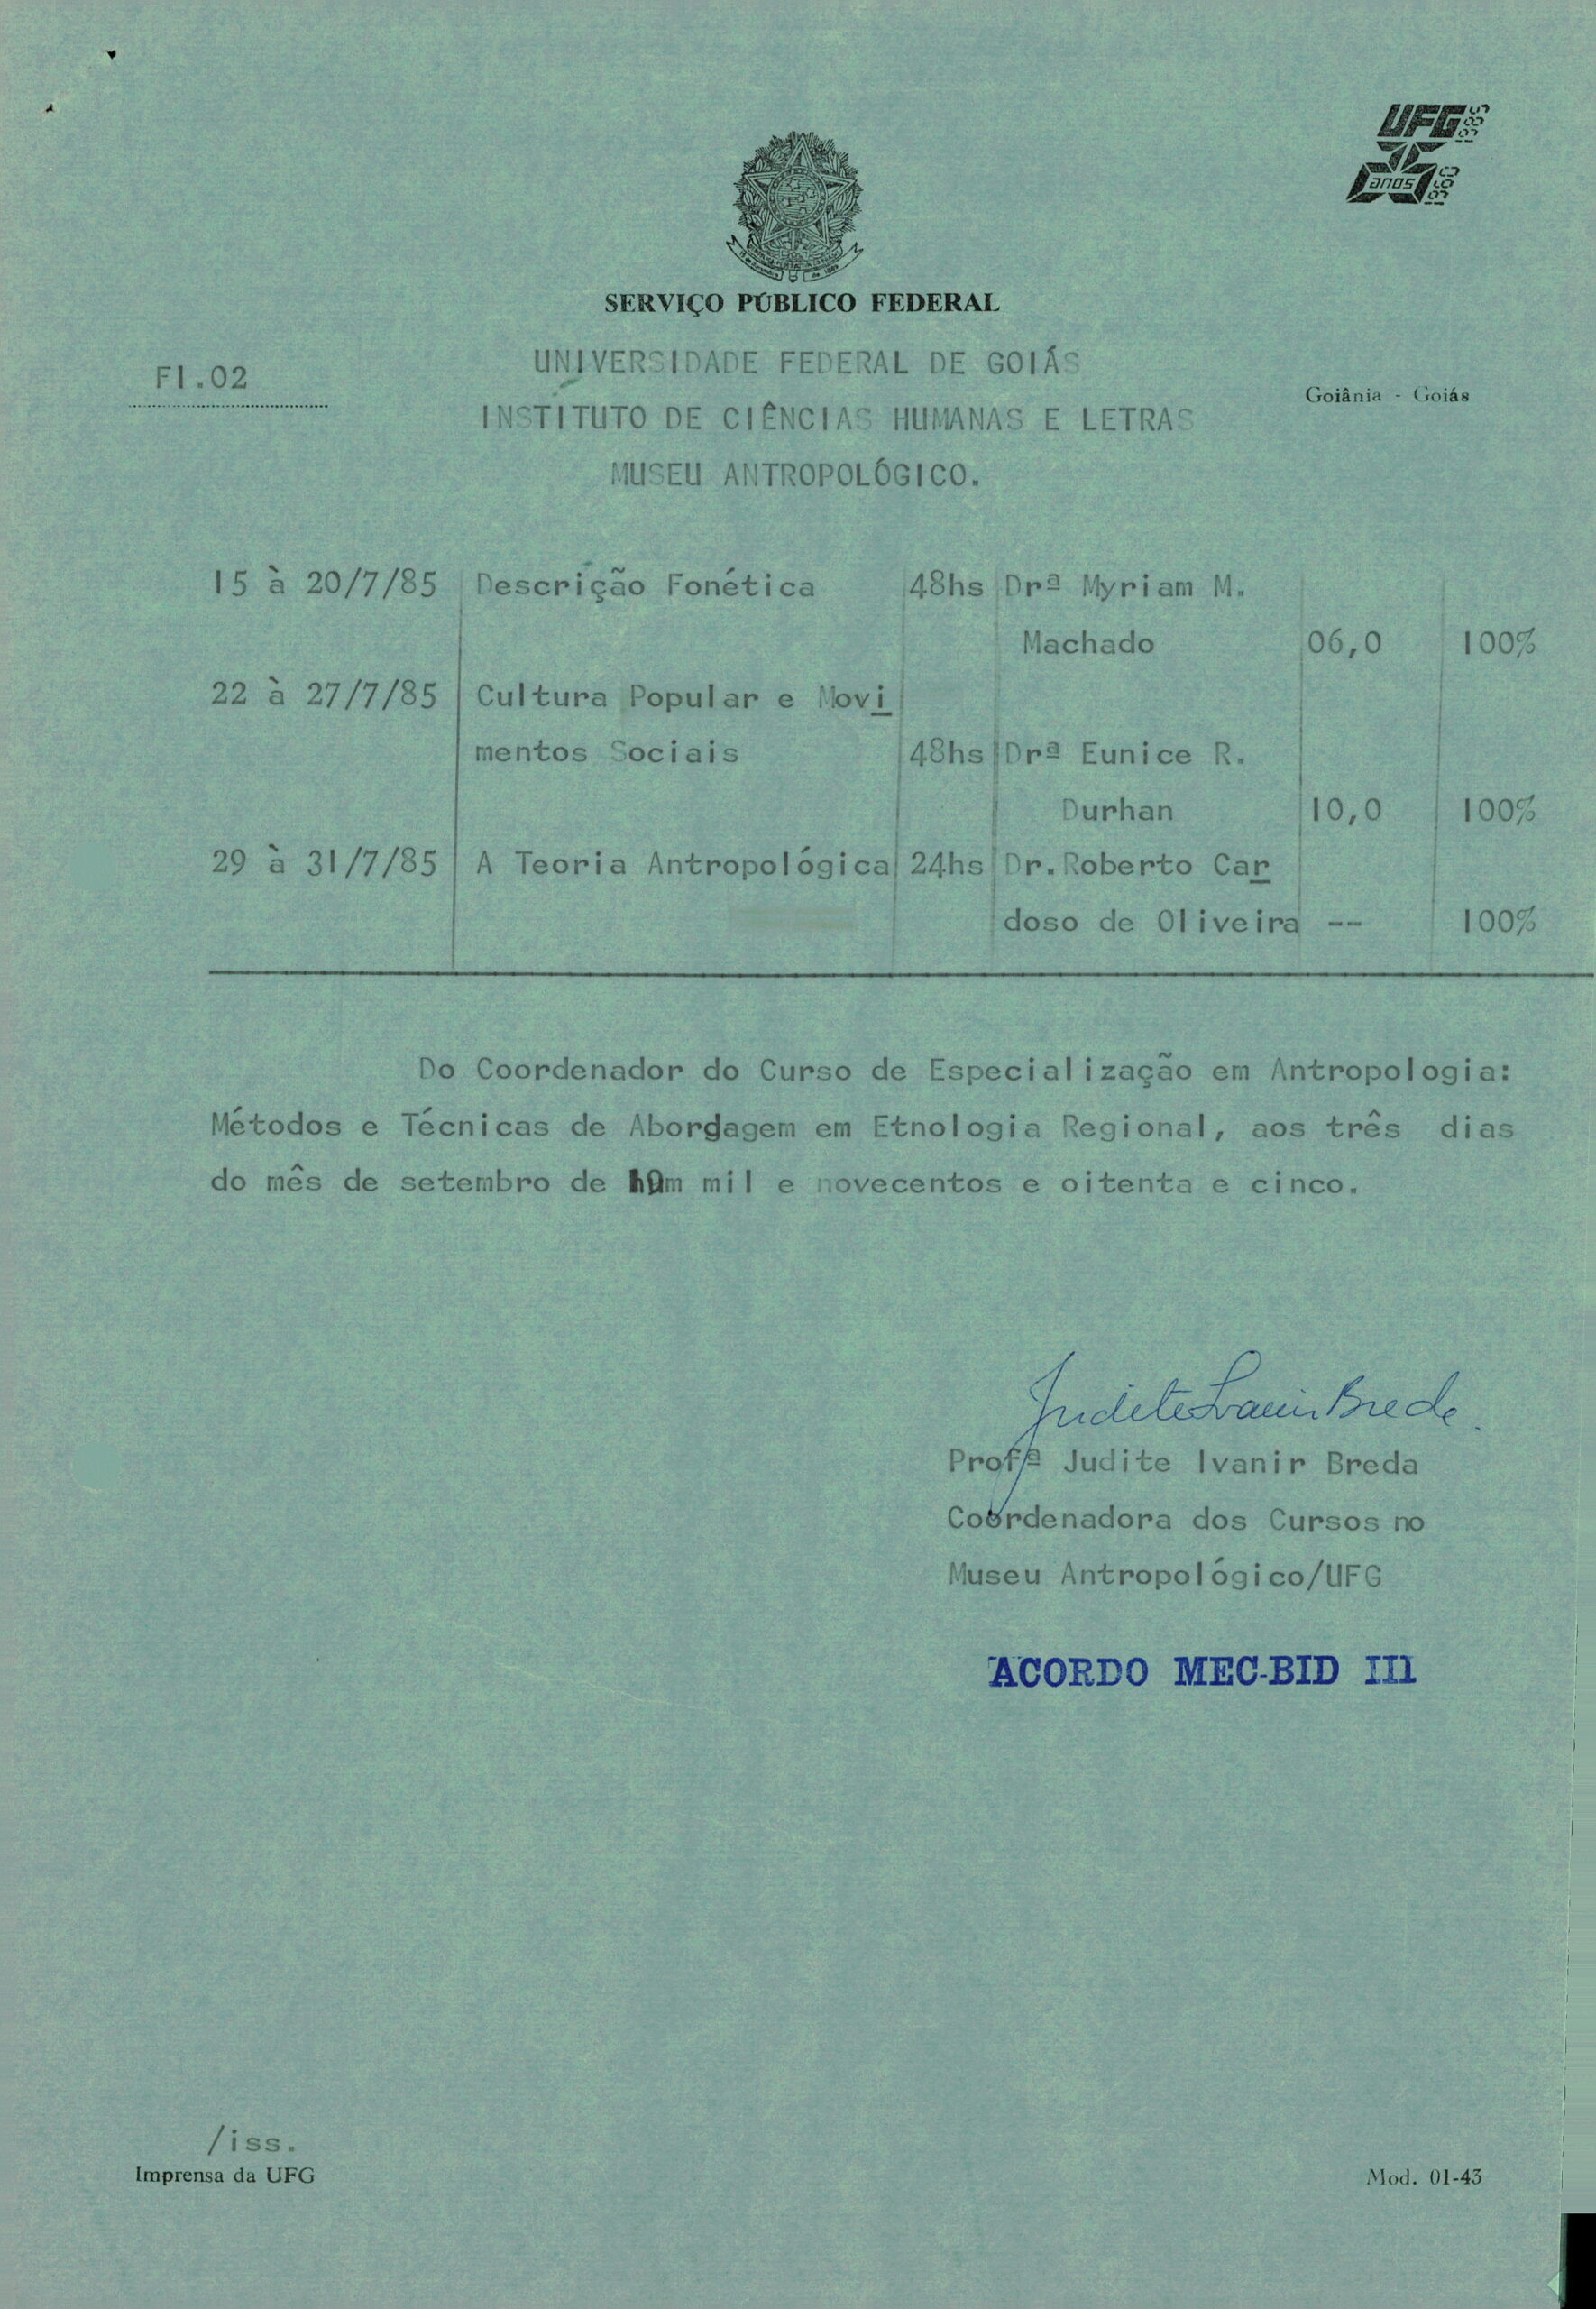 UFG 1985
anos 1960
SERVIÇO PÚBLICO FEDERAL
Fl.02
UNIVERSIDADE FEDERAL DE GOIÁS
Goiânia - Goiás
INSTITUTO DE CIÊNCIAS HUMANAS E LETRAS
MUSEU ANTROPOLÓGICO.
15 à 20/7/85 Descrição Fonética 48hs Drª Myriam M.
Machado 06,0 100%
22 à 27/7/85 Cultura Popular e Movi
mentos Sociais 48hs Drª Eunice R.
Durhan 10,0 100%
29 à 31/7/85 A Teoria Antropológica 24hs Dr.Roberto Car
doso de Oliveira -- 100%
Do Coordenador do Curso de Especialização em Antropologia:
Métodos e Técnicas de Abordagem em Etnologia Regional, aos três dias
do mês de setembro de hum mil e novecentos e oitenta e cinco.
Judite Ivanir Breda
Profª Judite Ivanir Breda
Coordenadora dos Cursos no
Museu Antropológico/UFG
ACORDO MEC-BID III
/iss.
Imprensa da UFG
Mod. 01-43